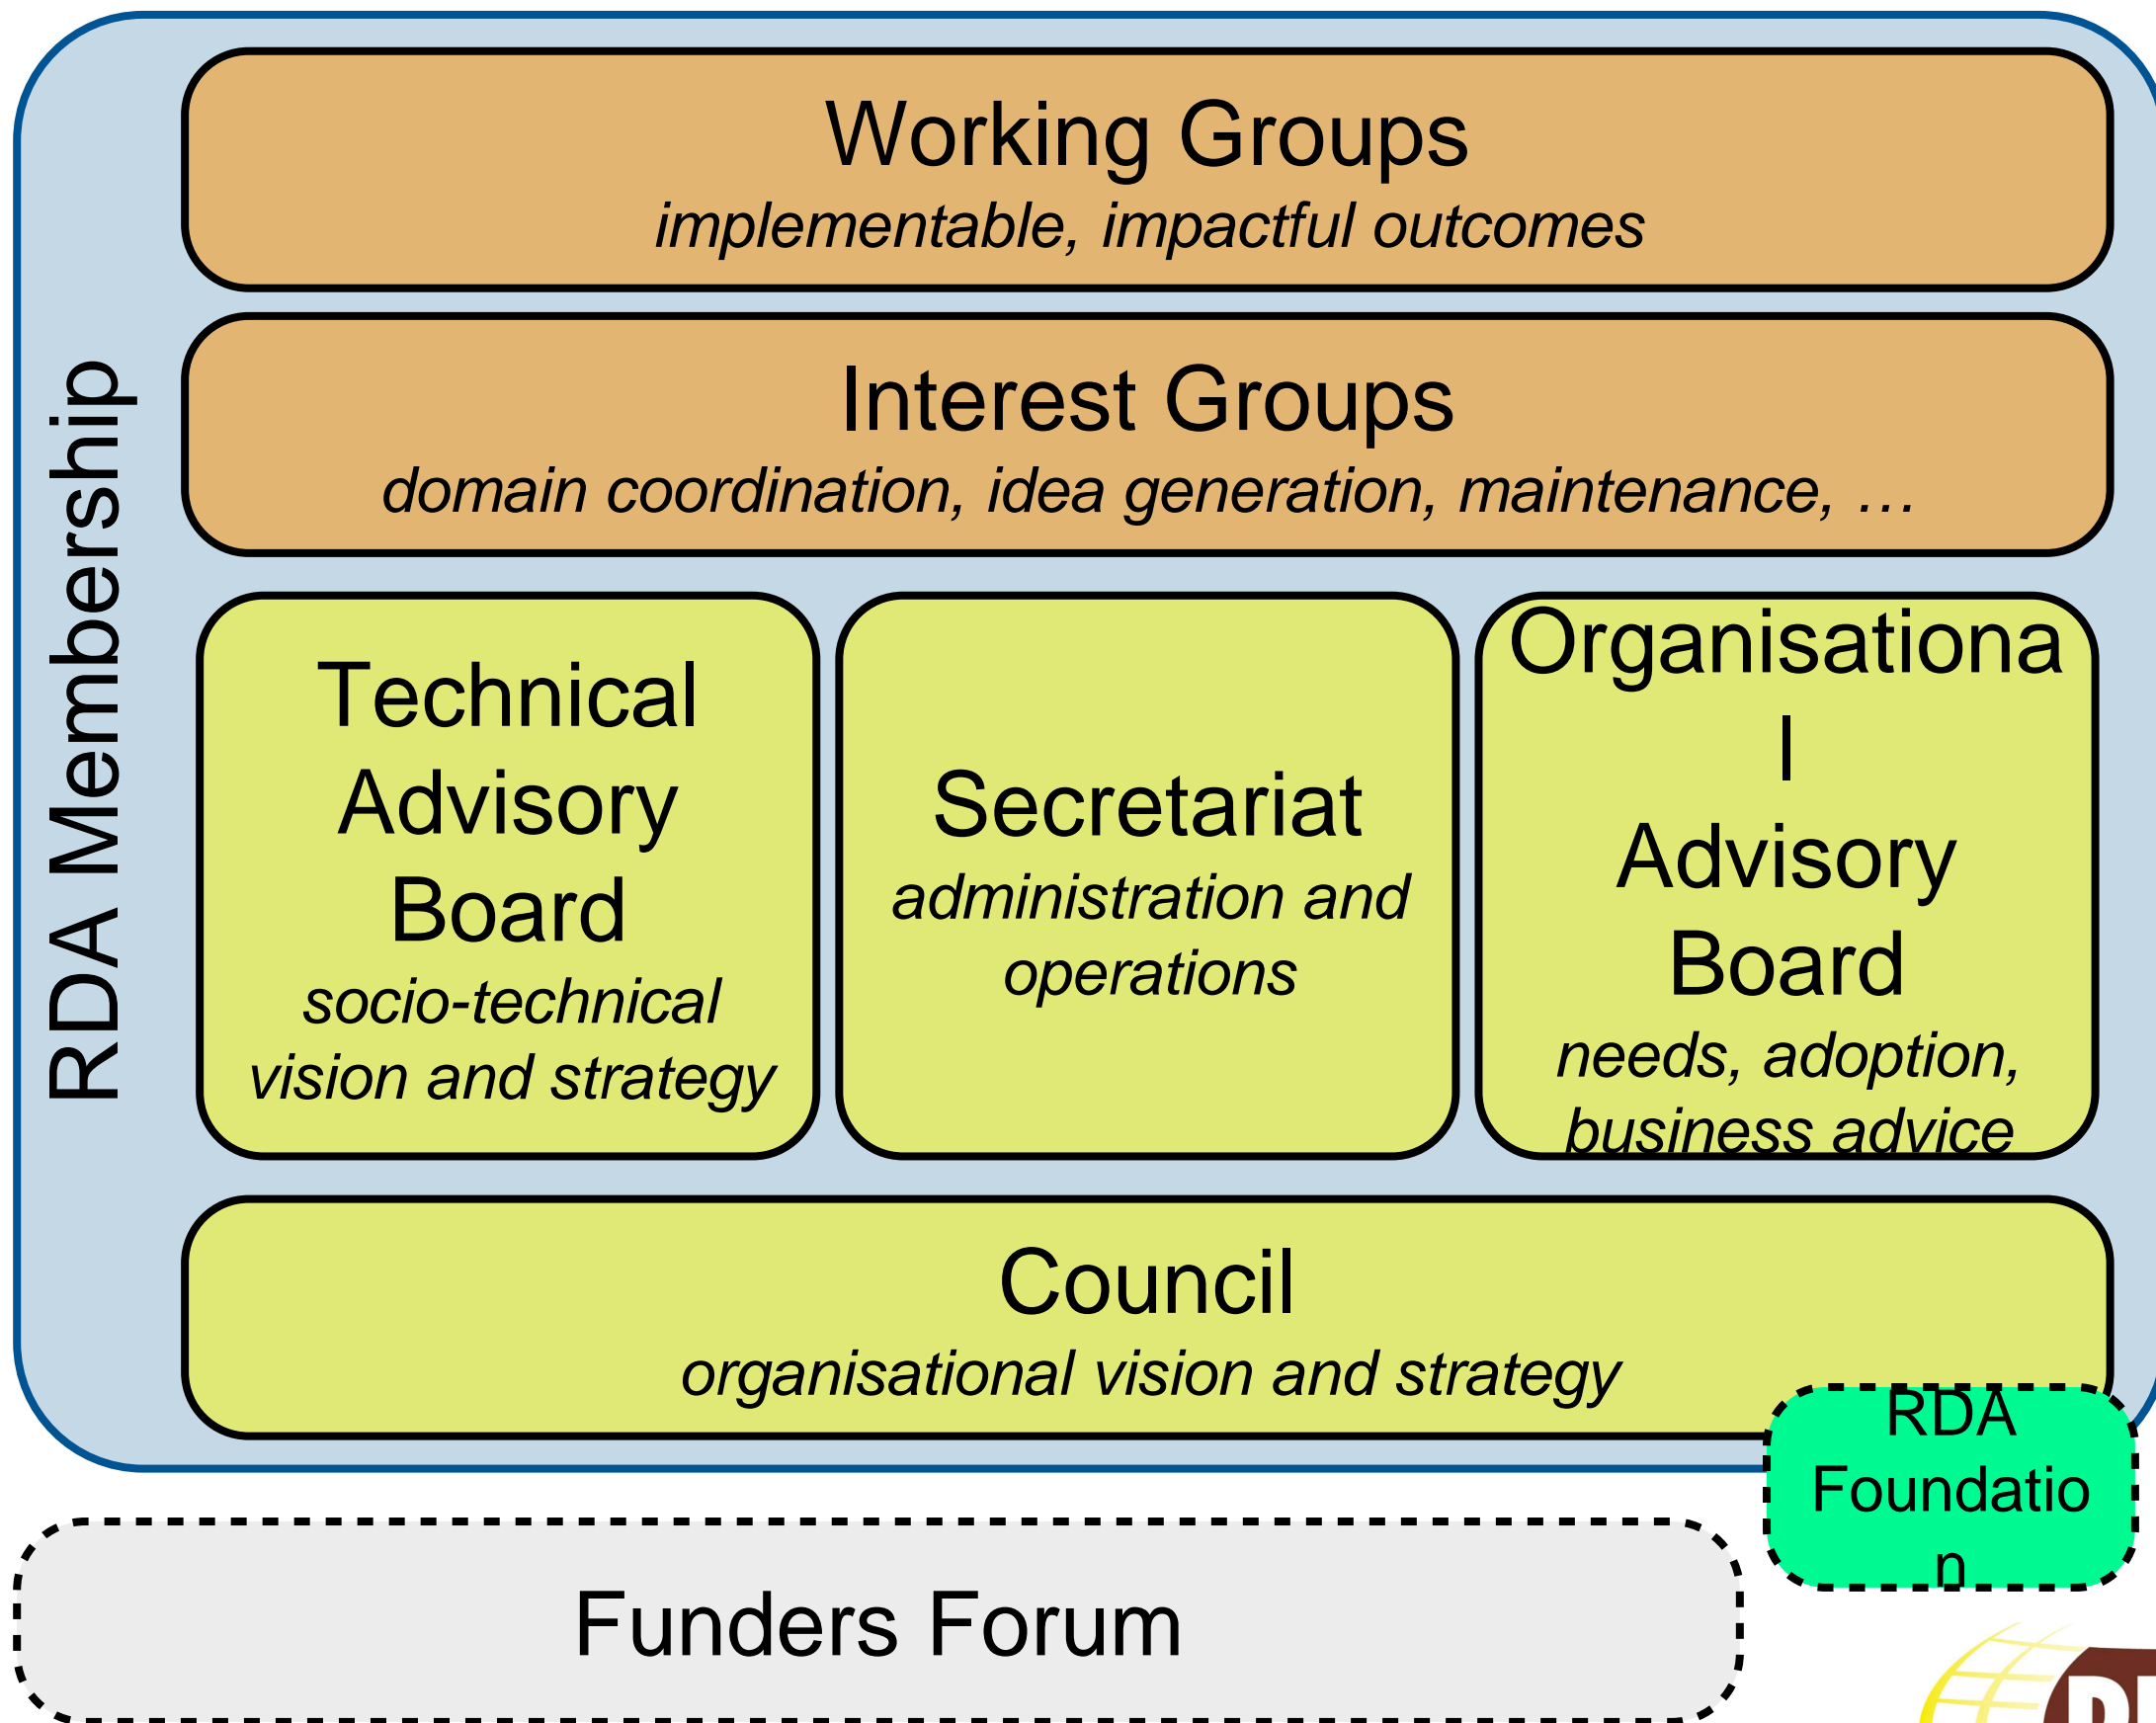 RDA Membership
Working Groups
implementable, impactful outcomes
Interest Groups
domain coordination, idea generation, maintenance, …
Technical
Advisory
Board
socio-technical
vision and strategy
Secretariat
administration and
operations
Organisationa
l
Advisory
Board
needs, adoption,
business advice
Council
organisational vision and strategy
RDA
Foundatio
n
Funders Forum